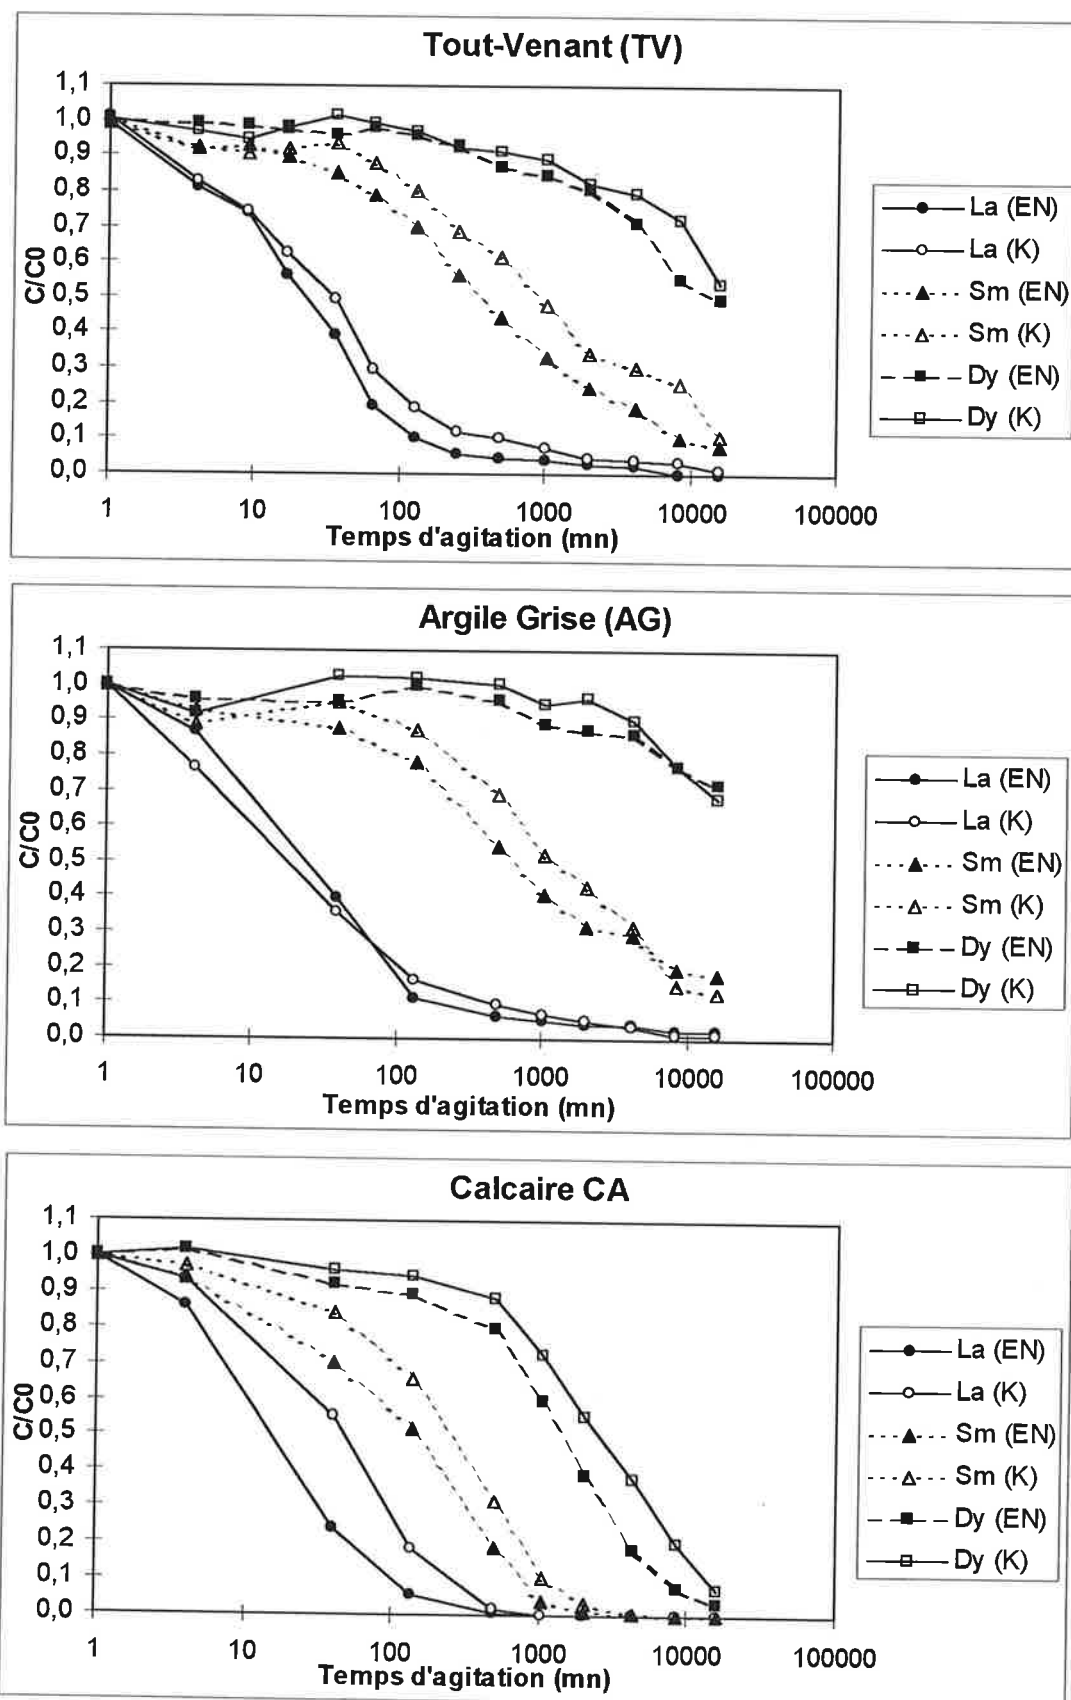 Tout-Venant (TV)
1,1
1,0
0,9
0,8
0,7
0,6
0,5
0,4
0,3
0,2
0,1
0,0
C/C0
1 10 100 1000 10000 100000
Temps d'agitation (mn)
La (EN)
La (K)
Sm (EN)
Sm (K)
Dy (EN)
Dy (K)
Argile Grise (AG)
1,1
1,0
0,9
0,8
0,7
0,6
0,5
0,4
0,3
0,2
0,1
0,0
C/C0
1 10 100 1000 10000 100000
Temps d'agitation (mn)
La (EN)
La (K)
Sm (EN)
Sm (K)
Dy (EN)
Dy (K)
Calcaire CA
1,1
1,0
0,9
0,8
0,7
0,6
0,5
0,4
0,3
0,2
0,1
0,0
C/C0
1 10 100 1000 10000 100000
Temps d'agitation (mn)
La (EN)
La (K)
Sm (EN)
Sm (K)
Dy (EN)
Dy (K)